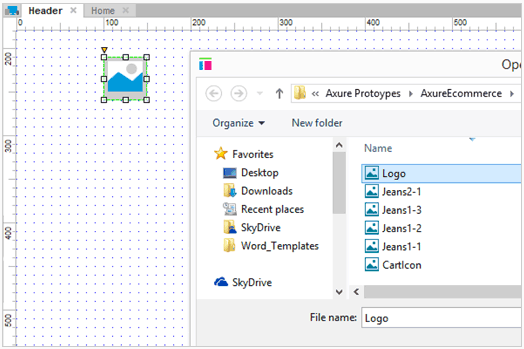 Header Home
0 100 200 300 400 500
200
300
400
500
Ope
« Axure Protoypes AxureEcommerce
Organize New folder
Favorites
Desktop
Downloads
Recent places
SkyDrive
Word_Templates
SkyDrive
Name
Logo
Jeans2-1
Jeans1-3
Jeans1-2
Jeans1-1
CartIcon
File name: Logo